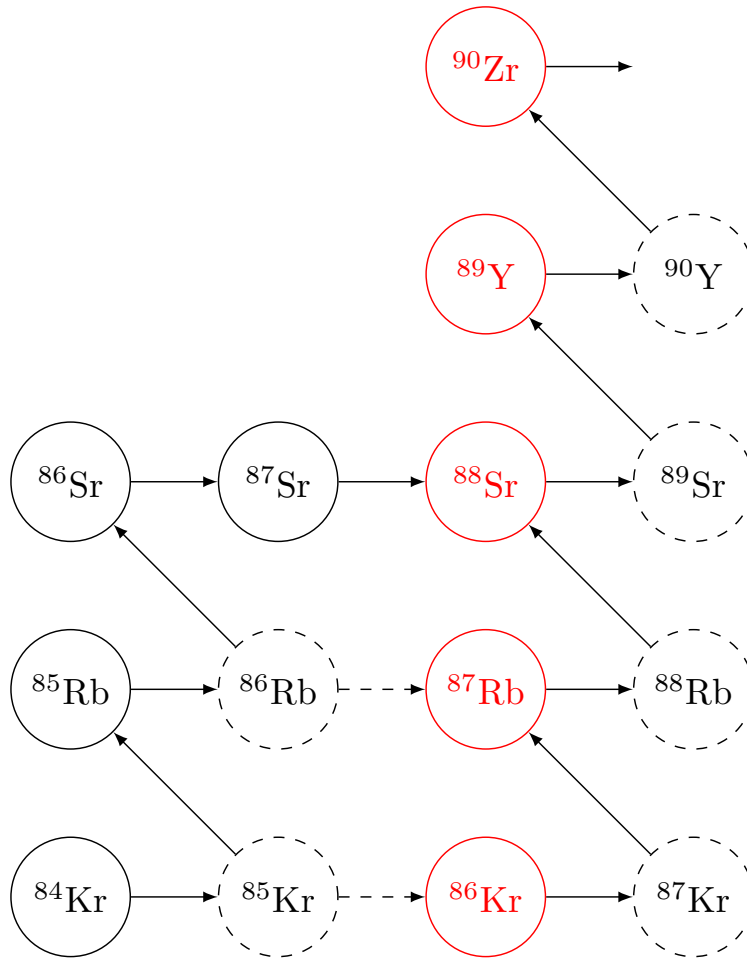 ⁹⁰Zr
⁸⁹Y ⁹⁰Y
⁸⁶Sr ⁸⁷Sr ⁸⁸Sr ⁸⁹Sr
⁸⁵Rb ⁸⁶Rb ⁸⁷Rb ⁸⁸Rb
⁸⁴Kr ⁸⁵Kr ⁸⁶Kr ⁸⁷Kr